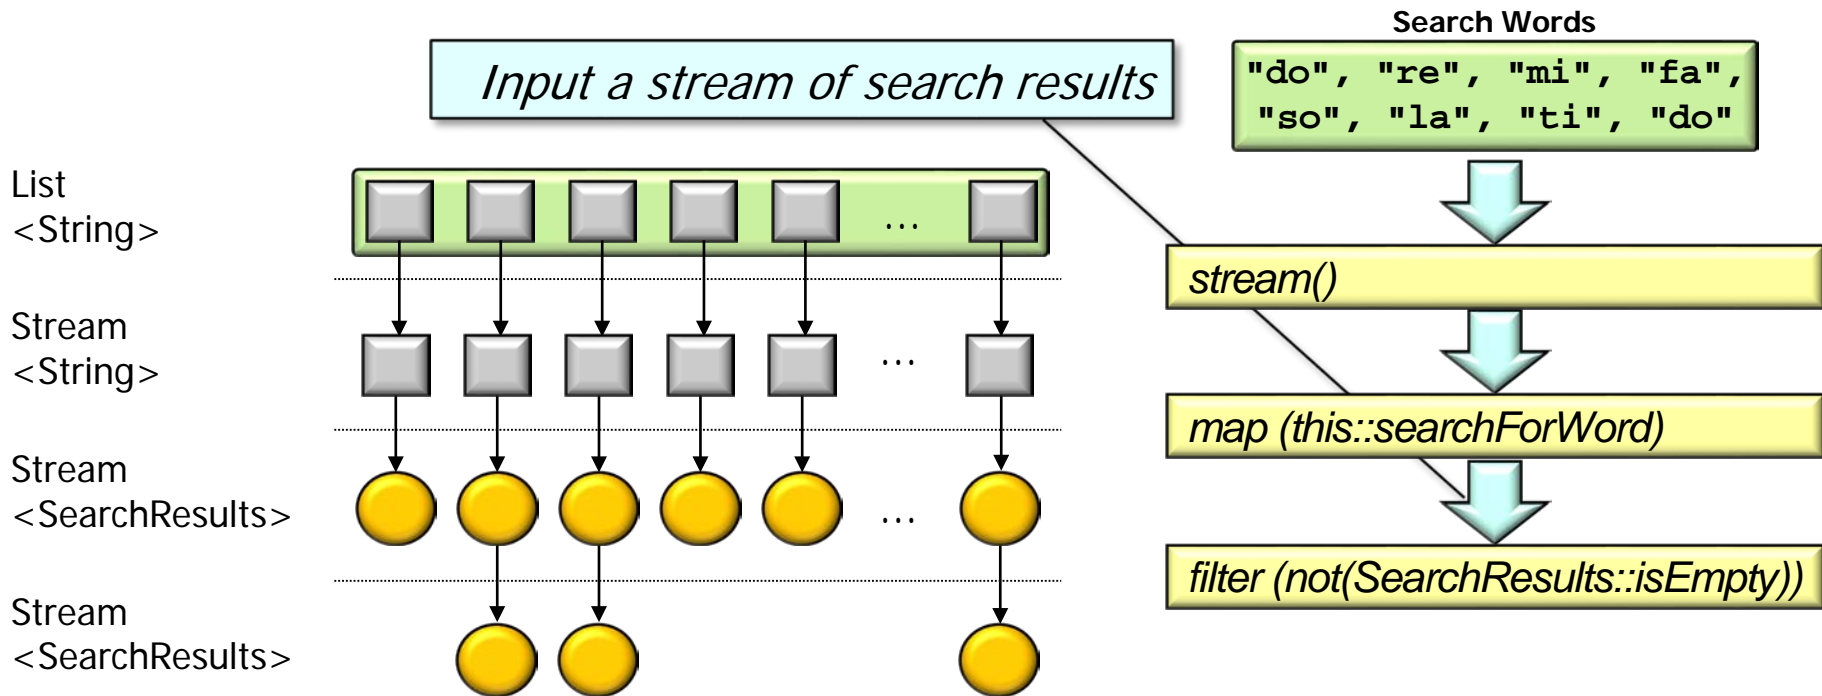 Search Words
Input a stream of search results
"do", "re", "mi", "fa",
"so", "la", "ti", "do"
List
<String>
...
stream()
Stream
<String>
...
map (this::searchForWord)
Stream
<SearchResults>
...
filter (not(SearchResults::isEmpty))
Stream
<SearchResults>